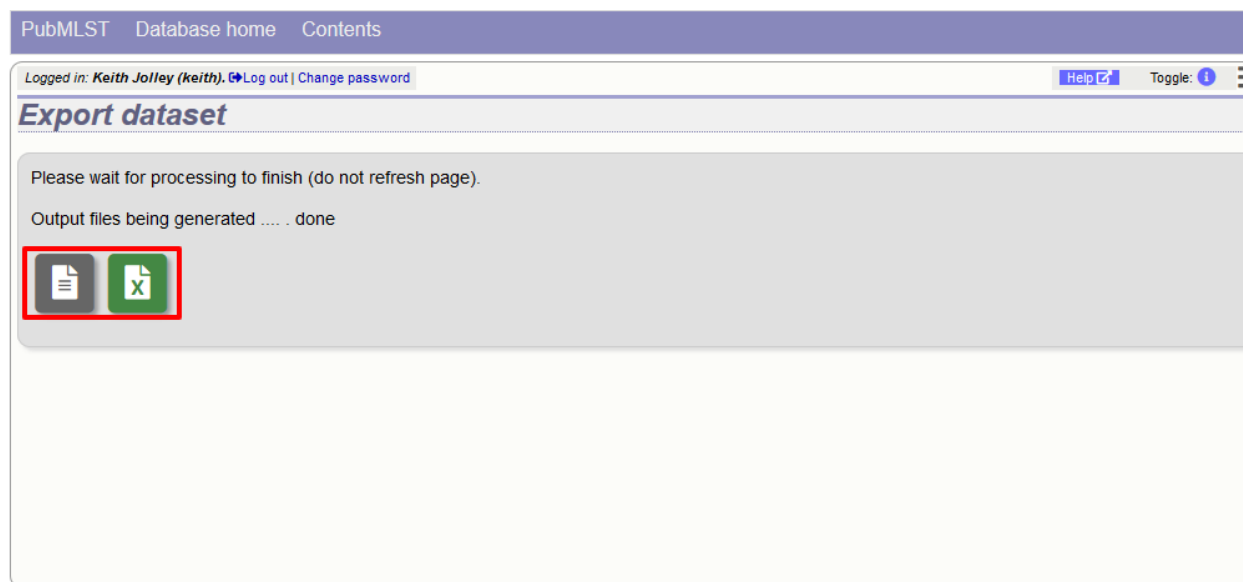 PubMLST Database home Contents
Logged in: Keith Jolley (keith). Log out | Change password Help Toggle: i
Export dataset
Please wait for processing to finish (do not refresh page).
Output files being generated .... . done
X